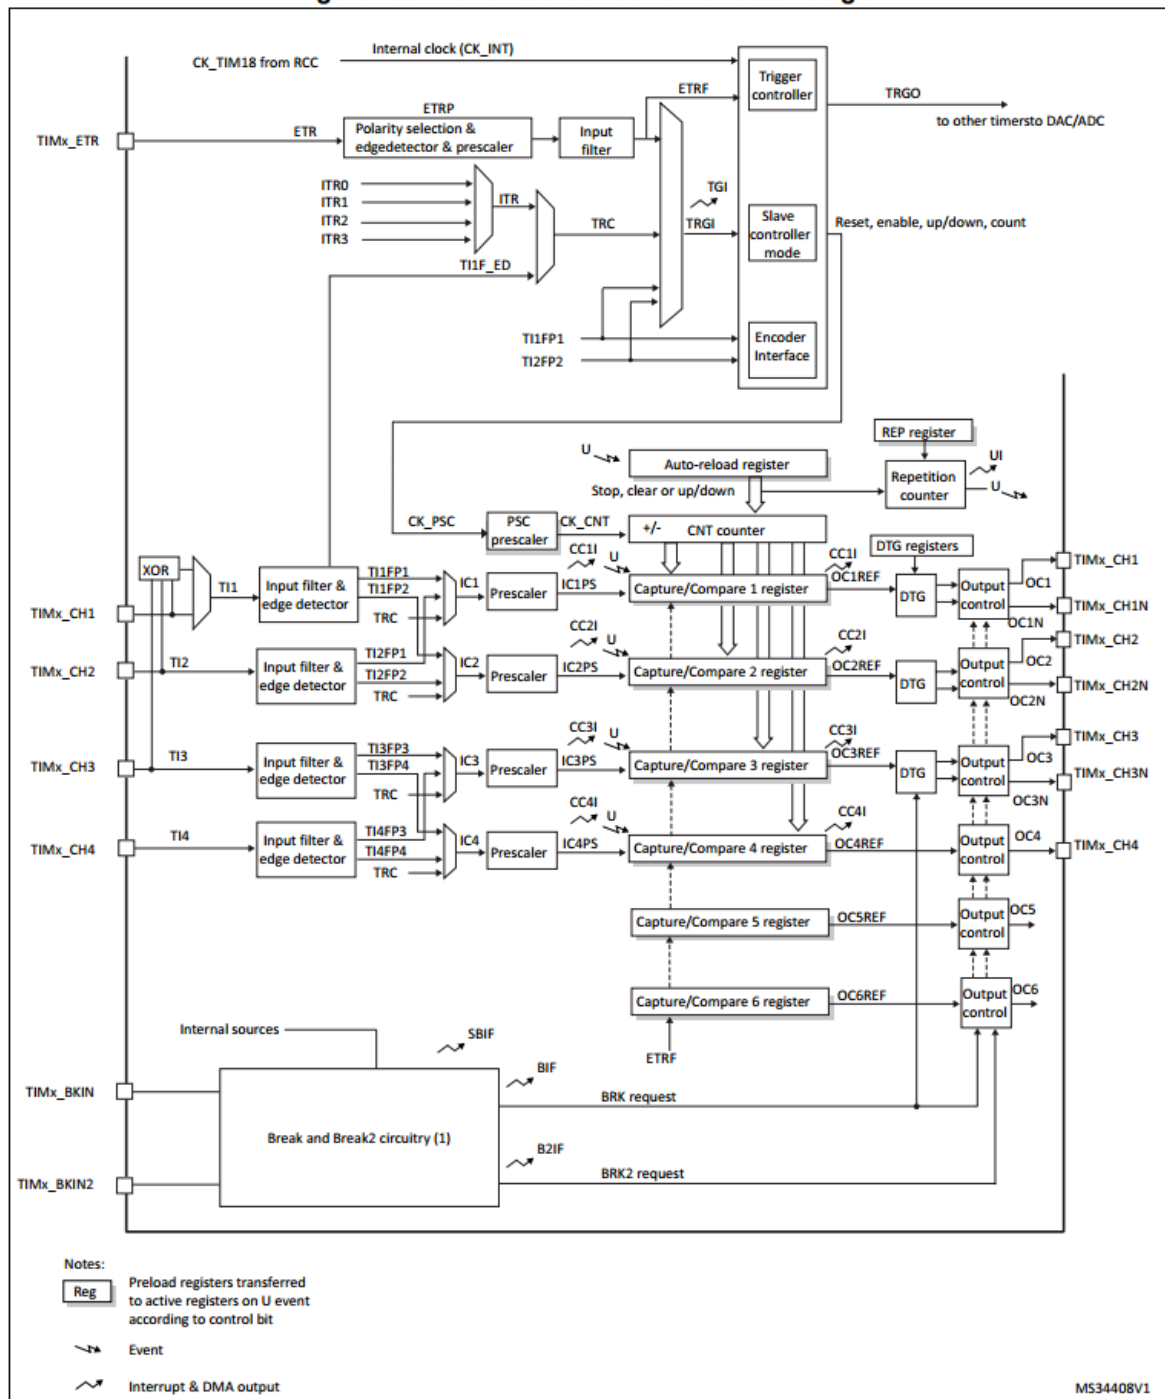 Internal clock (CK_INT)
CK_TIM18 from RCC
Trigger
controller
ETRF
TRGO
to other timersto DAC/ADC
ETRP
TIMx_ETR
ETR
Polarity selection &
edgedetector & prescaler
Input
filter
ITR0
ITR1
ITR2
ITR3
ITR
TGI
TRC
TRGI
Slave
controller
mode
Reset, enable, up/down, count
TI1F_ED
TI1FP1
TI2FP2
Encoder
Interface
REP register
U
Auto-reload register
Repetition
counter
UI
U
Stop, clear or up/down
CK_PSC
PSC
prescaler
CK_CNT
+/-
CNT counter
DTG registers
XOR
TI1
Input filter &
edge detector
TI1FP1
TI1FP2
TRC
IC1
Prescaler
IC1PS
CC1I
U
Capture/Compare 1 register
CC1I
OC1REF
DTG
Output
control
OC1
OC1N
TIMx_CH1
TIMx_CH1N
TIMx_CH1
TIMx_CH2
TI2
Input filter &
edge detector
TI2FP1
TI2FP2
TRC
IC2
Prescaler
IC2PS
CC2I
U
Capture/Compare 2 register
CC2I
OC2REF
DTG
Output
control
OC2
OC2N
TIMx_CH2
TIMx_CH2N
TIMx_CH3
TI3
Input filter &
edge detector
TI3FP3
TI3FP4
TRC
IC3
Prescaler
IC3PS
CC3I
U
Capture/Compare 3 register
CC3I
OC3REF
DTG
Output
control
OC3
OC3N
TIMx_CH3
TIMx_CH3N
TIMx_CH4
TI4
Input filter &
edge detector
TI4FP3
TI4FP4
TRC
IC4
Prescaler
IC4PS
CC4I
U
Capture/Compare 4 register
CC4I
OC4REF
Output
control
OC4
TIMx_CH4
Capture/Compare 5 register
OC5REF
Output
control
OC5
Capture/Compare 6 register
OC6REF
Output
control
OC6
ETRF
Internal sources
SBIF
TIMx_BKIN
BIF
BRK request
Break and Break2 circuitry (1)
B2IF
BRK2 request
TIMx_BKIN2
Notes:
Reg
Preload registers transferred
to active registers on U event
according to control bit
Event
Interrupt & DMA output
MS34408V1